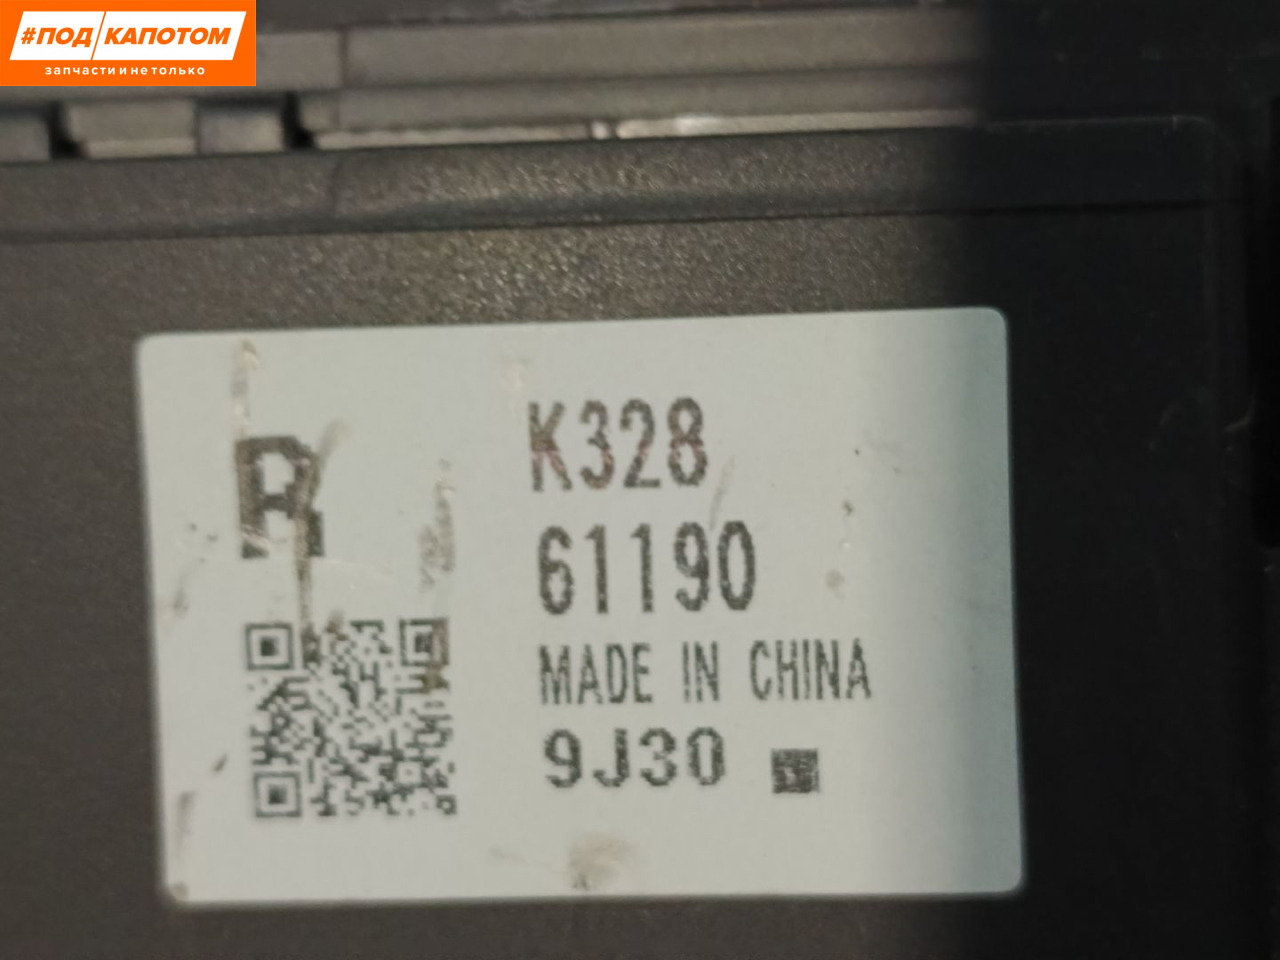 #ПОД КАПОТОМ
запчасти и не только
R
K328
61190
MADE IN CHINA
9J30